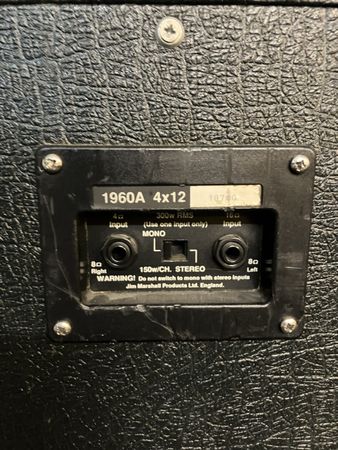 1960A 4x12
4Ω 300w RMS 16Ω
Input (Use one input only) Input
MONO
8Ω 8Ω
Right 150w/CH. STEREO Left
WARNING! Do not switch to mono with stereo inputs
Jim Marshall Products Ltd. England.